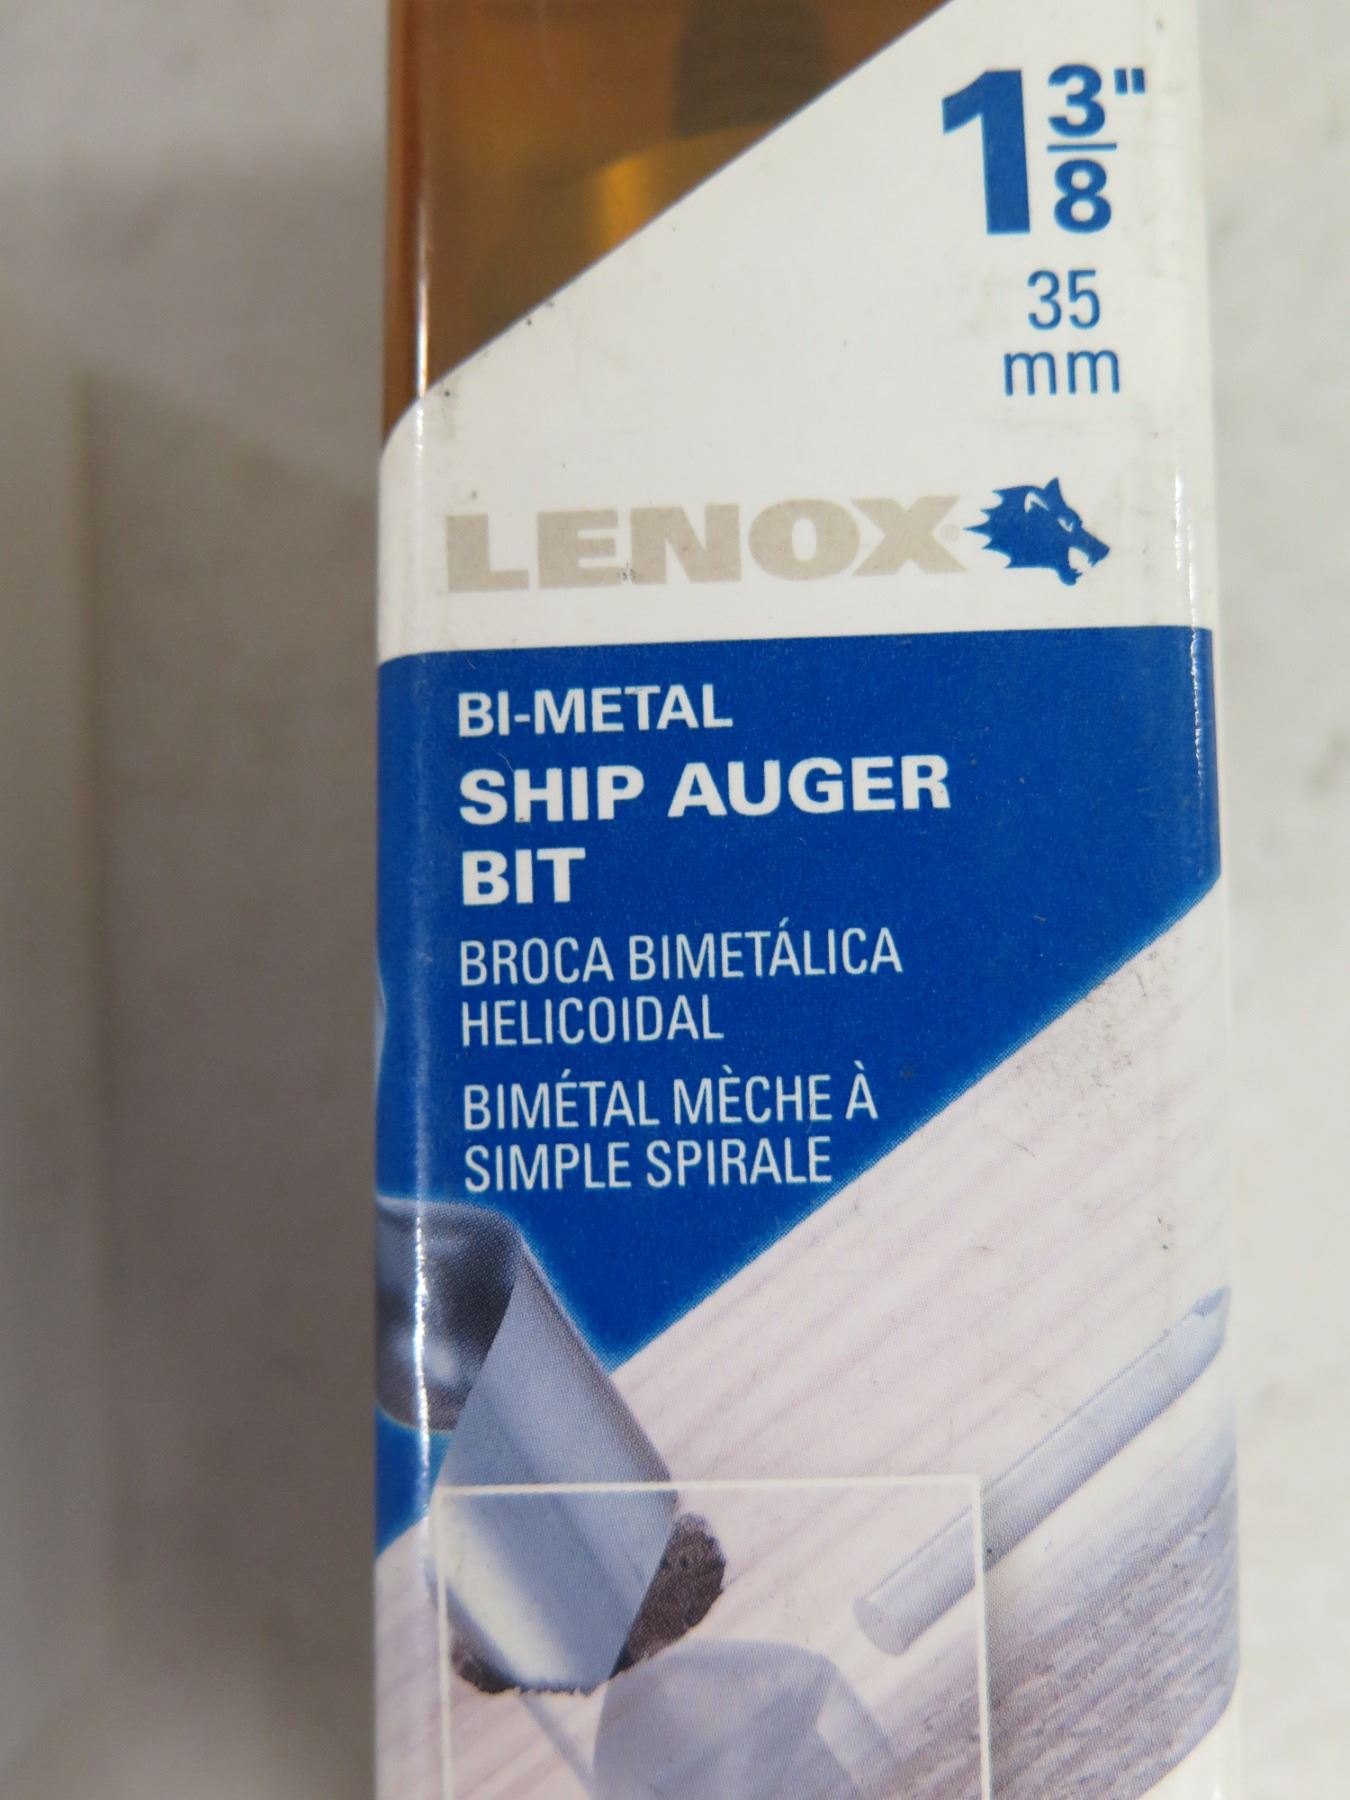 1 3/8"
35
mm
LENOX®
BI-METAL
SHIP AUGER
BIT
BROCA BIMETÁLICA
HELICOIDAL
BIMÉTAL MÈCHE À
SIMPLE SPIRALE